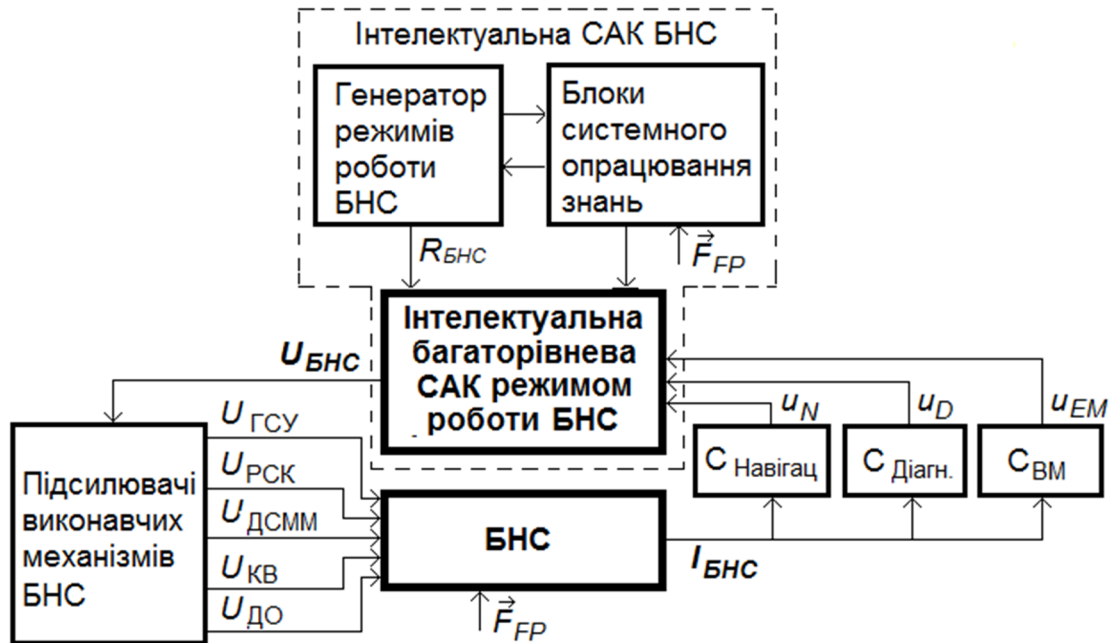 Інтелектуальна САК БНС
Генератор
режимів
роботи
БНС
Блоки
системного
опрацювання
знань
R БНС
F FP
Інтелектуальна
багаторівнева
САК режимом
роботи БНС
U БНС
u N
u D
u EM
Підсилювачі
виконавчих
механізмів
БНС
U ГСУ
U РСК
U ДСММ
U КВ
U ДО
БНС
С Навігац
С Діагн.
С ВМ
I БНС
F FP